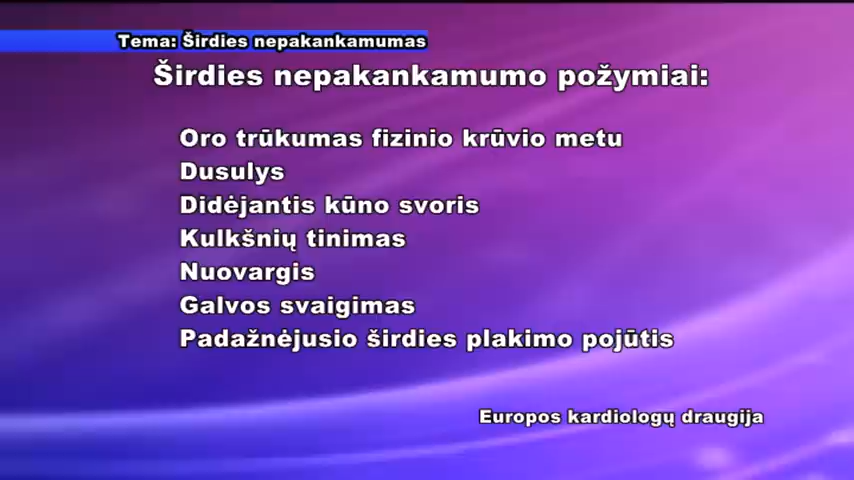 Tema: Širdies nepakankamumas
Širdies nepakankamumo požymiai:
Oro trūkumas fizinio krūvio metu
Dusulys
Didėjantis kūno svoris
Kulkšnių tinimas
Nuovargis
Galvos svaigimas
Padažnėjusio širdies plakimo pojūtis
Europos kardiologų draugija